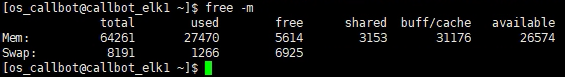 [os_callbot@callbot_elk1 ~]$ free -m
total used free shared buff/cache available
Mem: 64261 27470 5614 3153 31176 26574
Swap: 8191 1266 6925
[os_callbot@callbot_elk1 ~]$